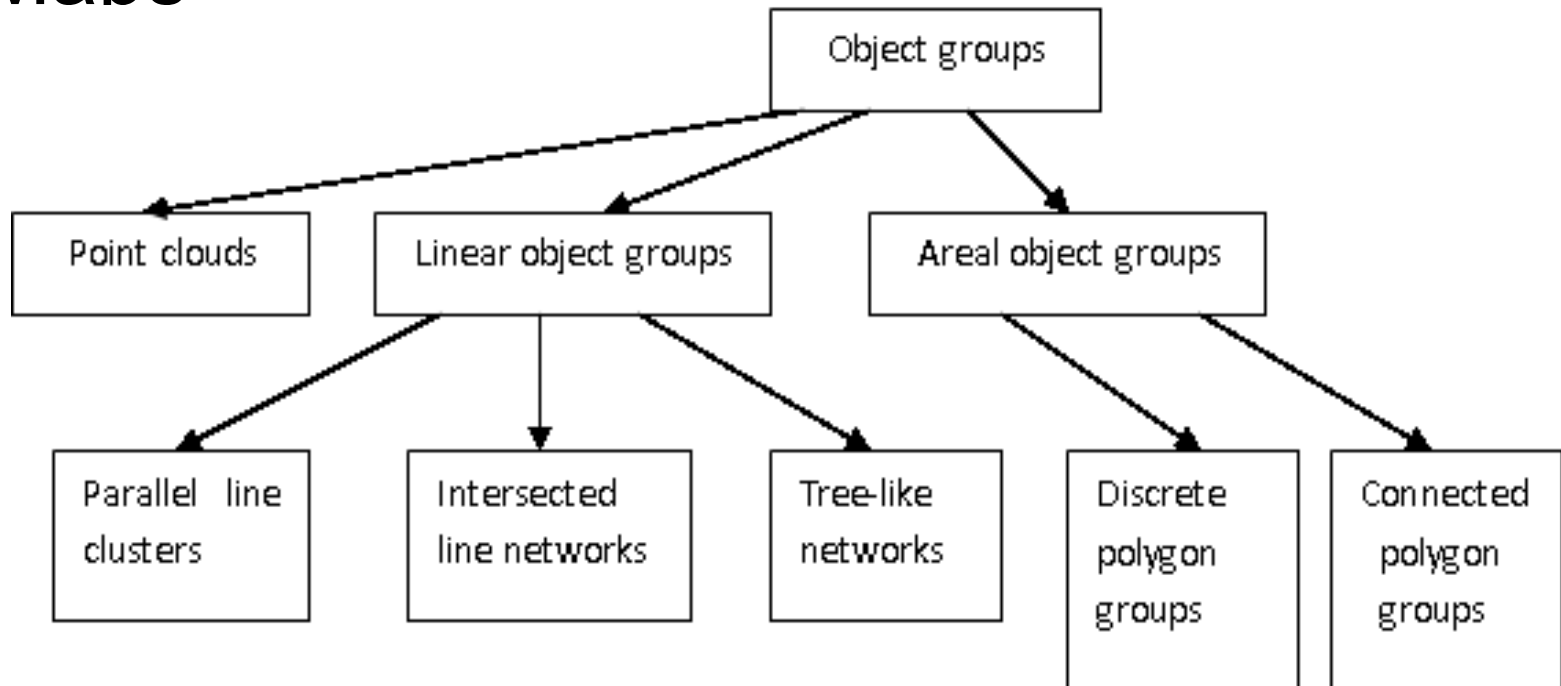 Object groups
Point clouds
Linear object groups
Areal object groups
Parallel line
clusters
Intersected
line networks
Tree-like
networks
Discrete
polygon
groups
Connected
polygon
groups